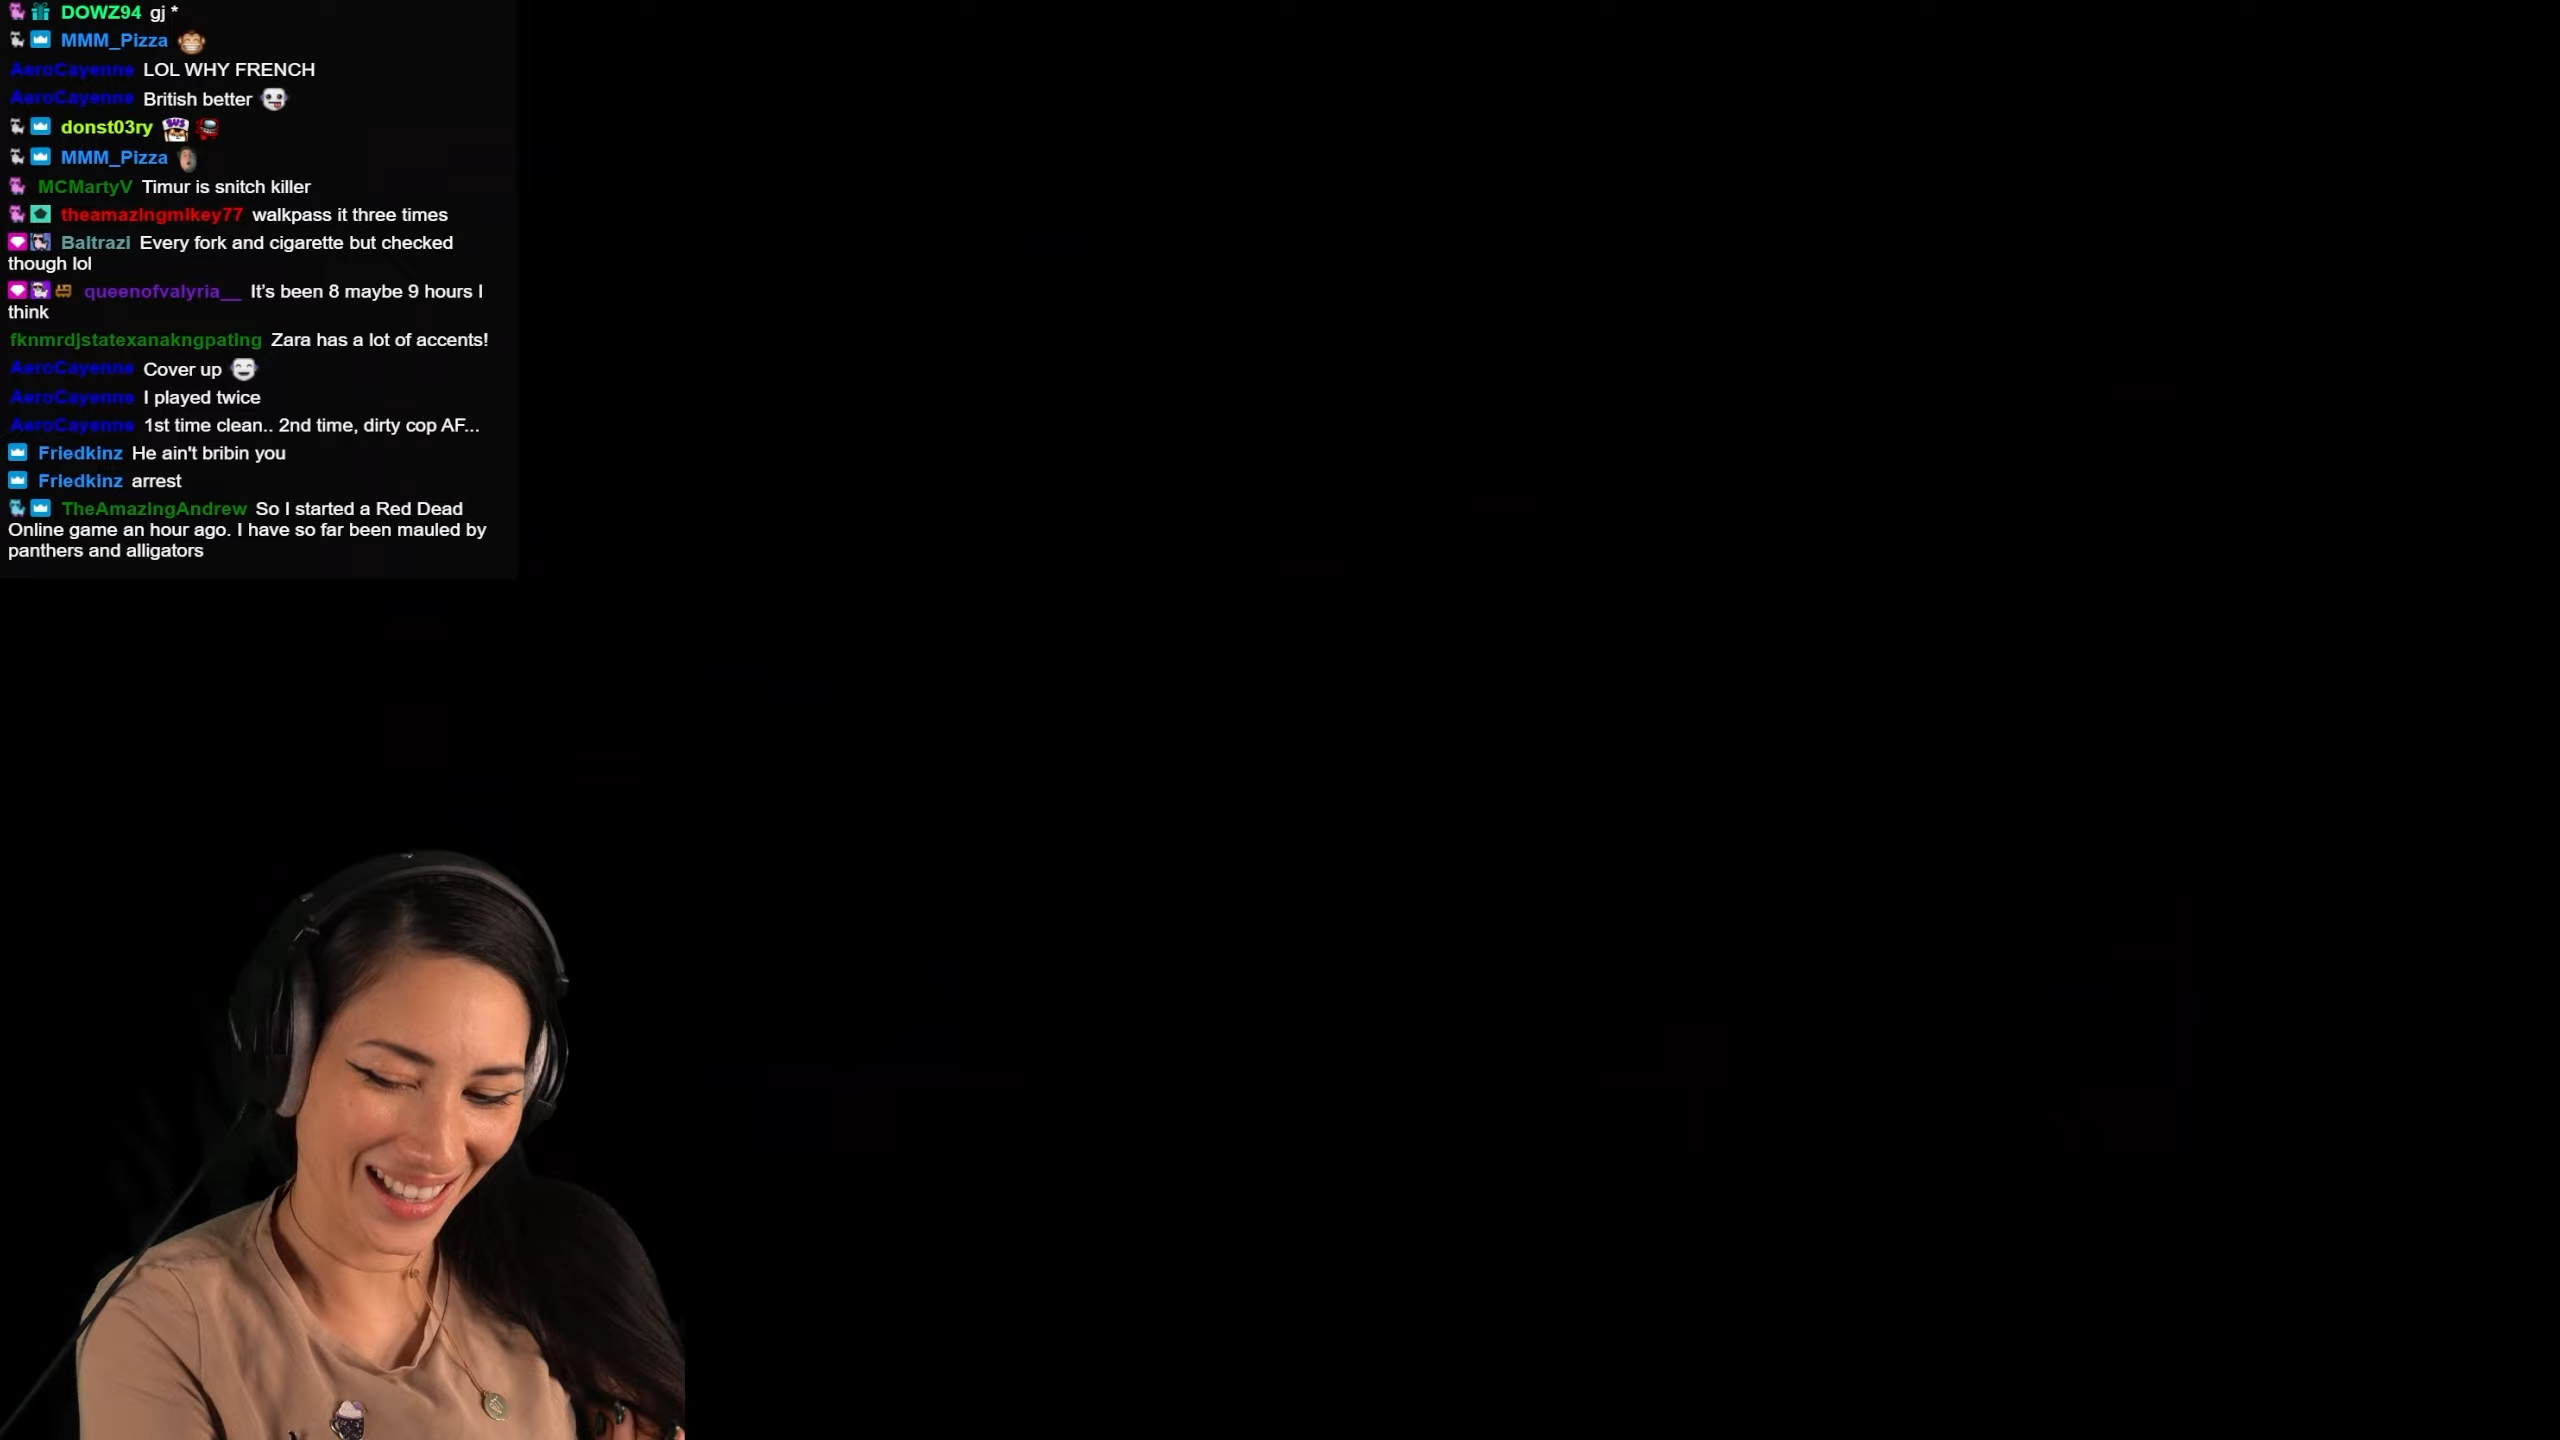 DOWZ94 gj *
MMM_Pizza
AeroCayenne LOL WHY FRENCH
AeroCayenne British better
donst03ry
MMM_Pizza
MCMartyV Timur is snitch killer
theamazingmikey77 walkpass it three times
Baltrazi Every fork and cigarette but checked
though lol
queenofvalyria__ It's been 8 maybe 9 hours I
think
fknmrdjstatexanakngpating Zara has a lot of accents!
AeroCayenne Cover up
AeroCayenne I played twice
AeroCayenne 1st time clean.. 2nd time, dirty cop AF...
Friedkinz He ain't bribin you
Friedkinz arrest
TheAmazingAndrew So I started a Red Dead
Online game an hour ago. I have so far been mauled by
panthers and alligators